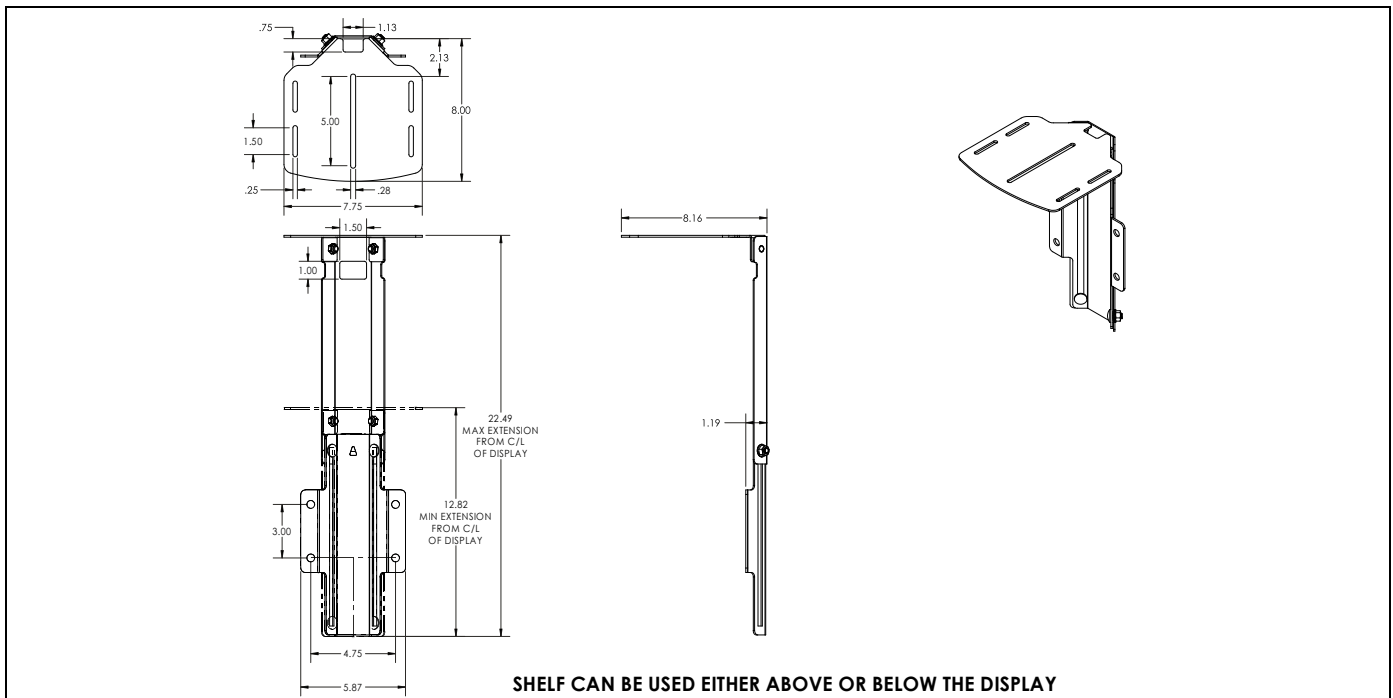 .75
1.13
2.13
5.00
8.00
1.50
.25
.28
7.75
1.50
8.16
1.00
22.49
MAX EXTENSION
FROM C/L
OF DISPLAY
1.19
12.82
MIN EXTENSION
FROM C/L
OF DISPLAY
3.00
4.75
5.87
SHELF CAN BE USED EITHER ABOVE OR BELOW THE DISPLAY